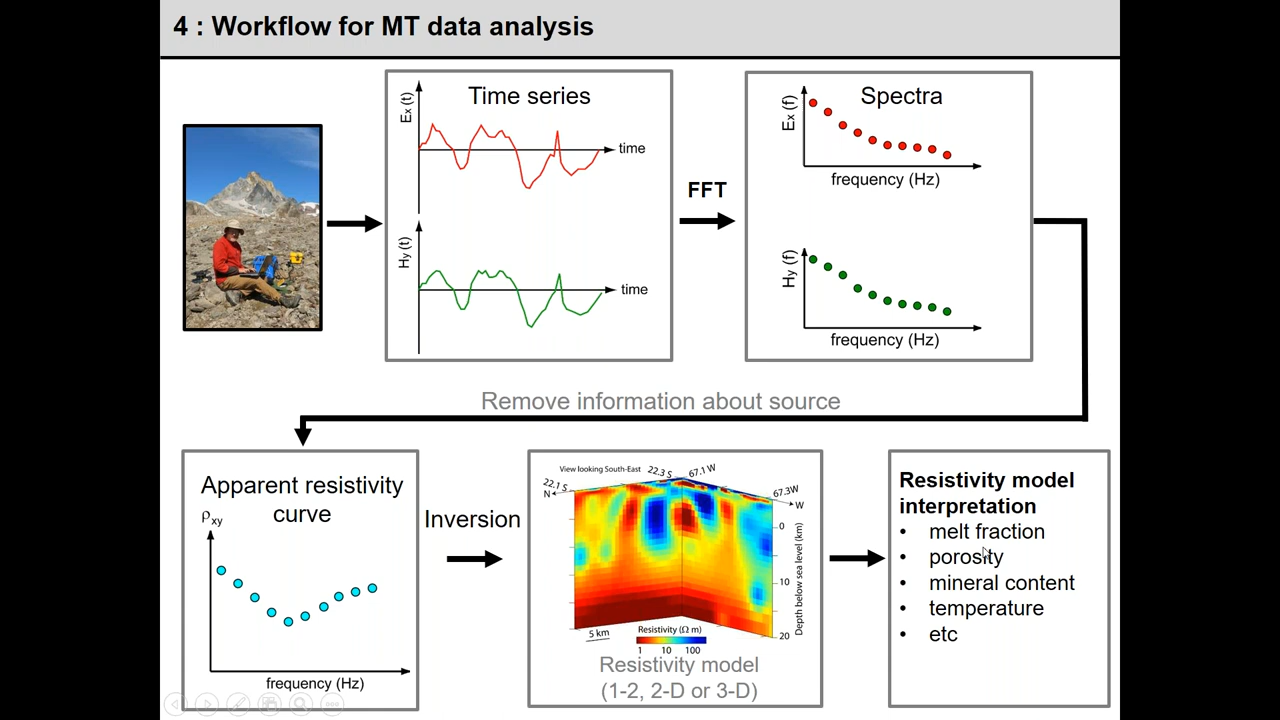 4 : Workflow for MT data analysis
Time series
Ex (t)
time
Hy (t)
time
FFT
Spectra
Ex (f)
frequency (Hz)
Hy (f)
frequency (Hz)
Remove information about source
Apparent resistivity
curve
ρxy
frequency (Hz)
Inversion
View looking South-East
22.3 S
67.1 W
22.1 S
N
67.3W
W
0
10
20
Depth below sea level (km)
5 km
Resistivity (Ω m)
1 10 100
Resistivity model
(1-2, 2-D or 3-D)
Resistivity model
interpretation
• melt fraction
• porosity
• mineral content
• temperature
• etc